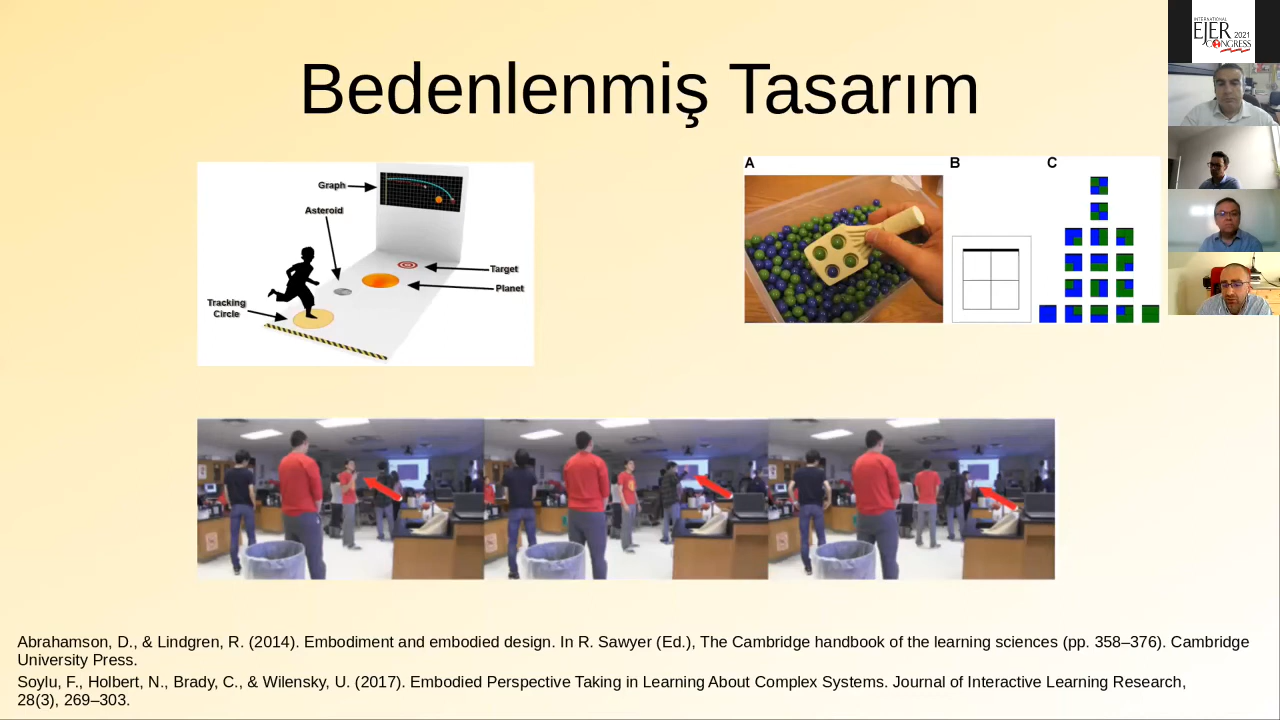 Bedenlenmiş Tasarım
INTERNATIONAL
EJER 2021
CONGRESS
Graph
Asteroid
Target
Planet
Tracking
Circle
A
B
C
Abrahamson, D., & Lindgren, R. (2014). Embodiment and embodied design. In R. Sawyer (Ed.), The Cambridge handbook of the learning sciences (pp. 358–376). Cambridge
University Press.
Soylu, F., Holbert, N., Brady, C., & Wilensky, U. (2017). Embodied Perspective Taking in Learning About Complex Systems. Journal of Interactive Learning Research,
28(3), 269–303.